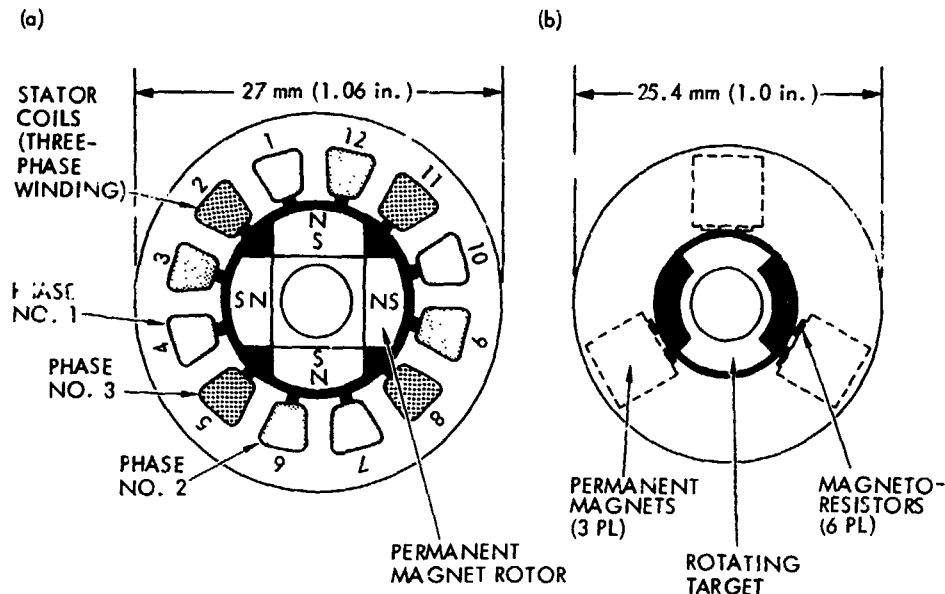 (a)
(b)
27 mm (1.06 in.)
25.4 mm (1.0 in.)
STATOR
COILS
(THREE-
PHASE
WINDING)
1
12
2
11
3
10
4
9
5
8
6
7
N
S
S N
N S
S
N
PHASE
NO. 1
PHASE
NO. 3
PHASE
NO. 2
PERMANENT
MAGNET ROTOR
PERMANENT
MAGNETS
(3 PL)
MAGNETO-
RESISTORS
(6 PL)
ROTATING
TARGET